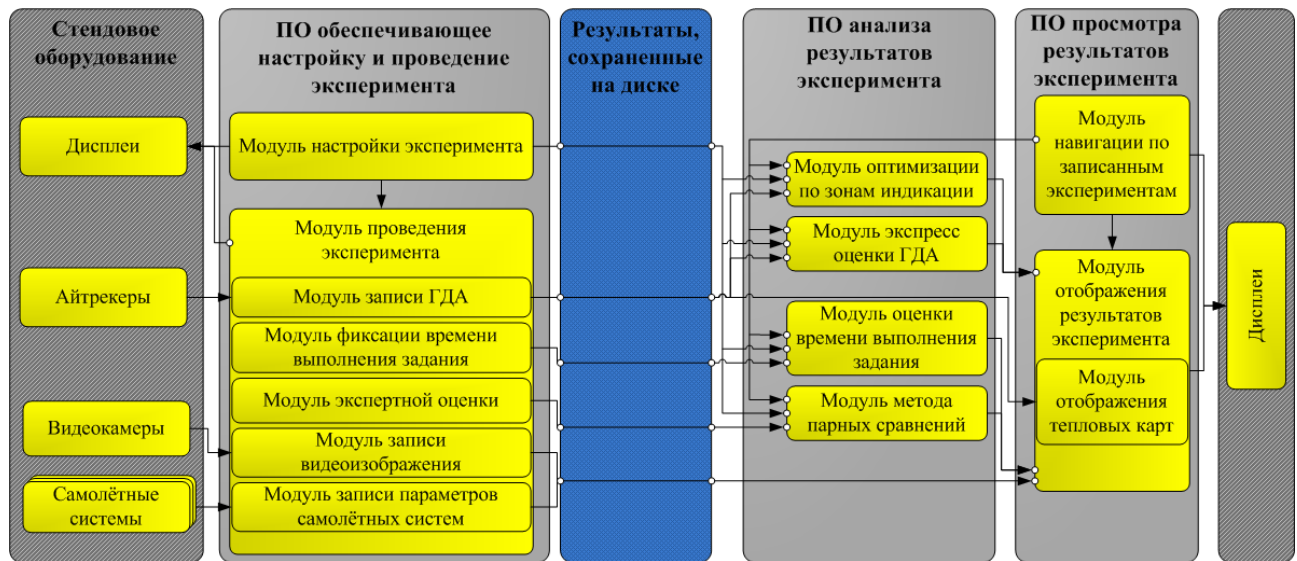 Стендовое
оборудование
Дисплеи
Айтрекеры
Видеокамеры
Самолётные
системы
ПО обеспечивающее
настройку и проведение
эксперимента
Модуль настройки эксперимента
Модуль проведения
эксперимента
Модуль записи ГДА
Модуль фиксации времени
выполнения задания
Модуль экспертной оценки
Модуль записи
видеоизображения
Модуль записи параметров
самолётных систем
Результаты,
сохраненные
на диске
ПО анализа
результатов
эксперимента
Модуль оптимизации
по зонам индикации
Модуль экспресс
оценки ГДА
Модуль оценки
времени выполнения
задания
Модуль метода
парных сравнений
ПО просмотра
результатов
эксперимента
Модуль
навигации по
записанным
экспериментам
Модуль
отображения
результатов
эксперимента
Модуль
отображения
тепловых карт
Дисплеи